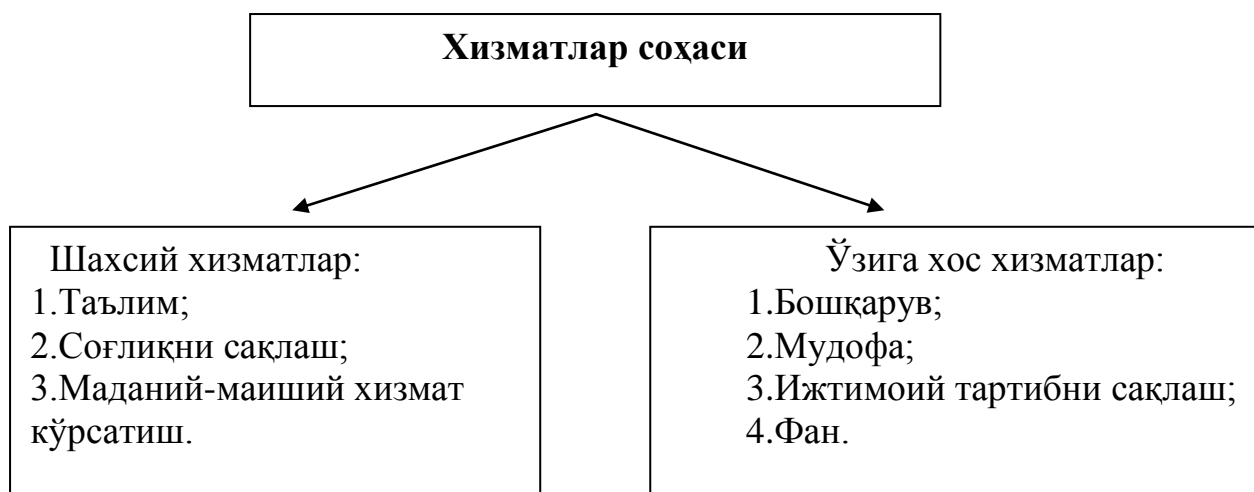 Хизматлар соҳаси
Шахсий хизматлар:
1.Таълим;
2.Соғлиқни сақлаш;
3.Маданий-маиший хизмат
кўрсатиш.
Ўзига хос хизматлар:
1.Бошқарув;
2.Мудофа;
3.Ижтимоий тартибни сақлаш;
4.Фан.